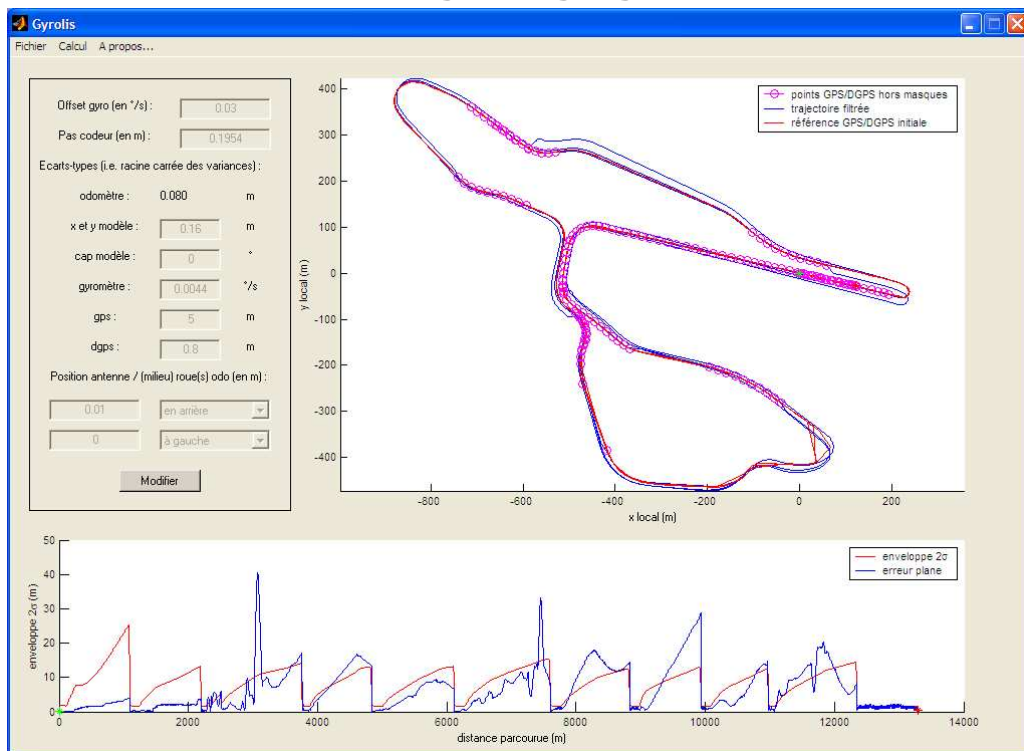 Gyrolis
Fichier Calcul A propos...
Offset gyro (en °/s) : 0.03
Pas codeur (en m) : 0.1954
Ecarts-types (i.e. racine carrée des variances) :
odomètre : 0.080 m
x et y modèle : 0.16 m
cap modèle : 0 °
gyromètre : 0.0044 °/s
gps : 5 m
dgps : 0.8 m
Position antenne / (milieu) roue(s) odo (en m) :
0.01 en arrière
0 à gauche
Modifier
points GPS/DGPS hors masques
trajectoire filtrée
référence GPS/DGPS initiale
y local (m)
400
300
200
100
0
-100
-200
-300
-400
-800 -600 -400 -200 0 200
x local (m)
enveloppe 2σ (m)
50
40
30
20
10
0
enveloppe 2σ
erreur plane
0 2000 4000 6000 8000 10000 12000 14000
distance parcourue (m)